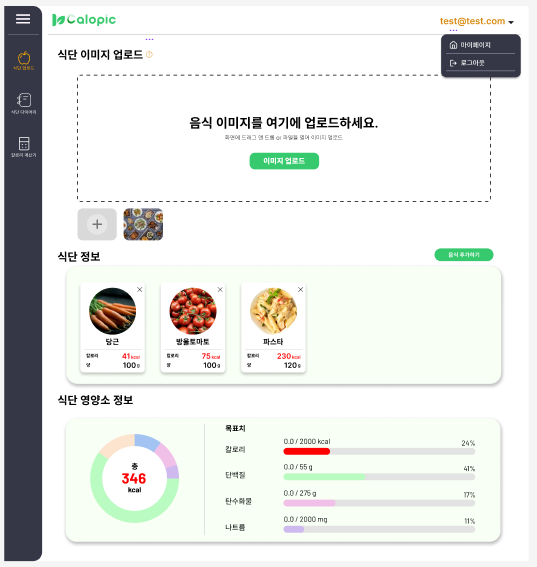 Calopic
test@test.com
마이페이지
로그아웃
식단 업로드
식단 다이어리
칼로리 계산기
식단 이미지 업로드
음식 이미지를 여기에 업로드하세요.
화면에 드래그 앤 드롭 or 파일을 열어 이미지 업로드
이미지 업로드
식단 정보
음식 추가하기
당근
칼로리 41 kcal
양 100 g
방울토마토
칼로리 75 kcal
양 100 g
파스타
칼로리 230 kcal
양 120 g
식단 영양소 정보
총
346
kcal
목표치
칼로리
0.0 / 2000 kcal
24%
단백질
0.0 / 55 g
41%
탄수화물
0.0 / 275 g
17%
나트륨
0.0 / 2000 mg
11%